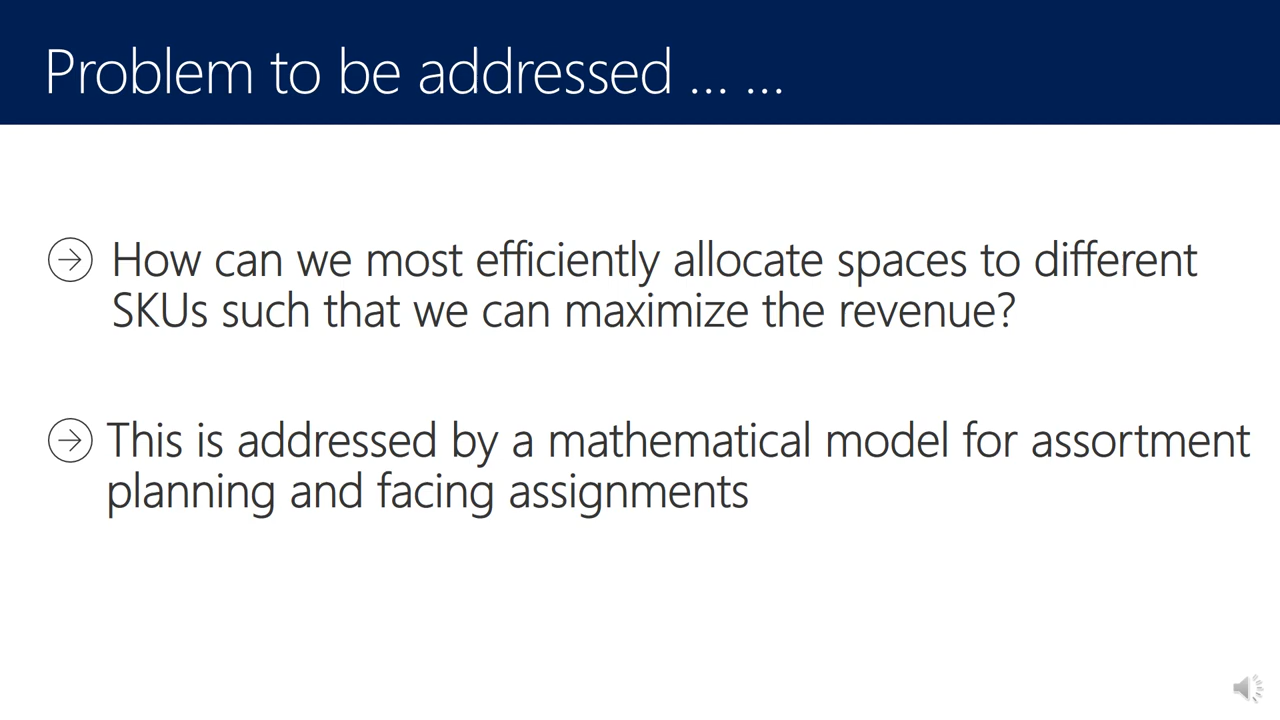 Problem to be addressed ... ...
How can we most efficiently allocate spaces to different
SKUs such that we can maximize the revenue?
This is addressed by a mathematical model for assortment
planning and facing assignments